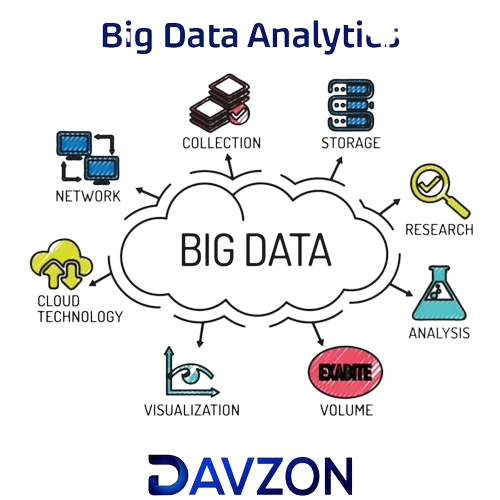 Big Data Analytics
COLLECTION
STORAGE
NETWORK
RESEARCH
BIG DATA
CLOUD
TECHNOLOGY
ANALYSIS
EXABITE
VISUALIZATION
VOLUME
DAVZON